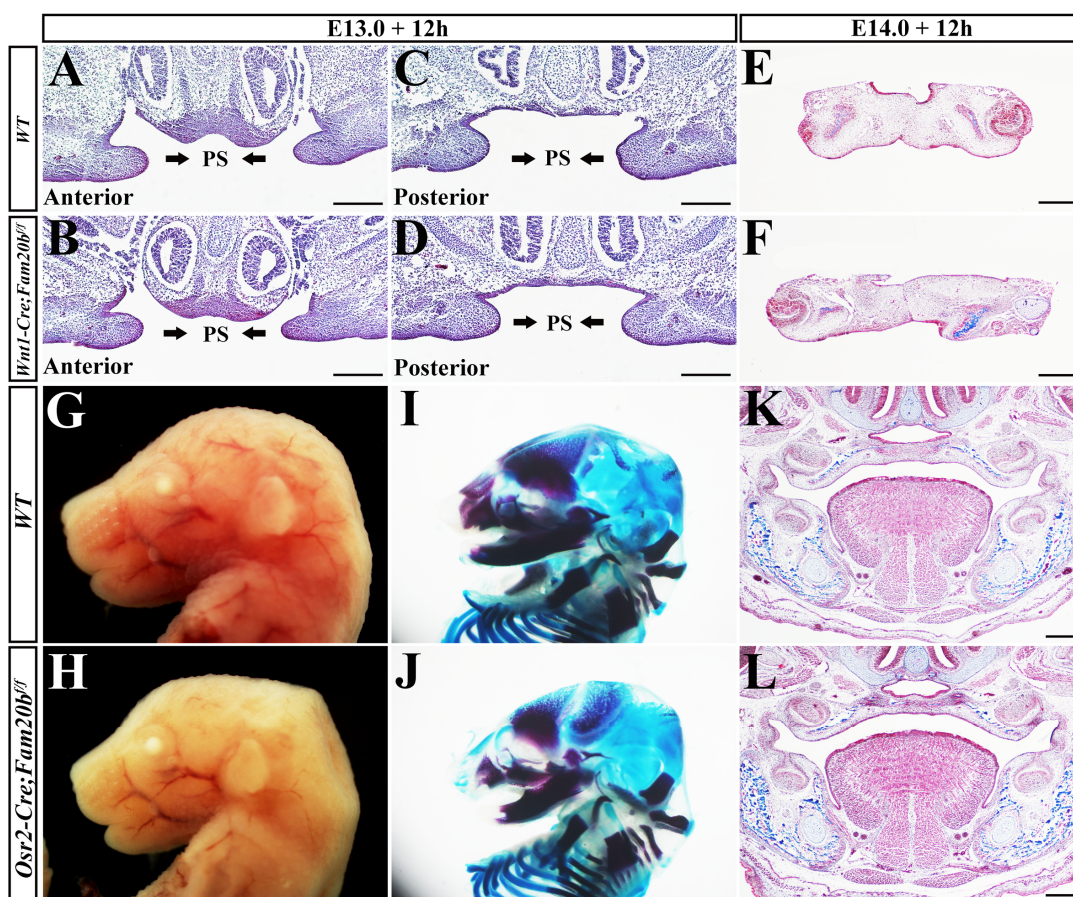 E13.0 + 12h
E14.0 + 12h
WT
A
PS
Anterior
C
PS
Posterior
E
Wnt1-Cre;Fam20b^f/f
B
PS
Anterior
D
PS
Posterior
F
WT
G
I
K
Osr2-Cre;Fam20b^f/f
H
J
L